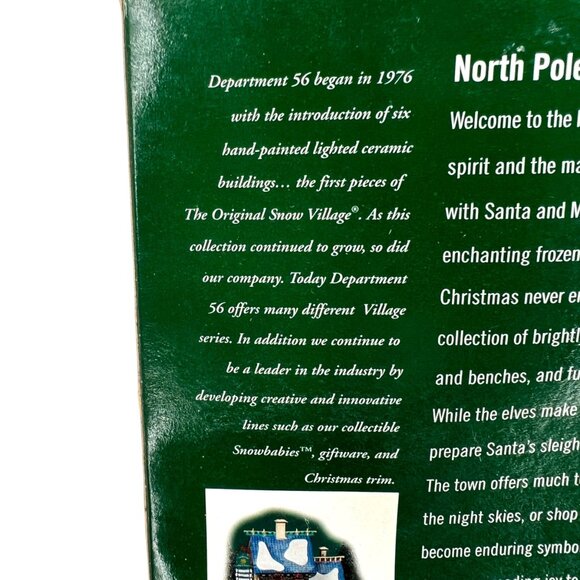 Department 56 began in 1976
with the introduction of six
hand-painted lighted ceramic
buildings... the first pieces of
The Original Snow Village®. As this
collection continued to grow, so did
our company. Today Department
56 offers many different Village
series. In addition we continue to
be a leader in the industry by
developing creative and innovative
lines such as our collectible
Snowbabies™, giftware, and
Christmas trim.
North Pole
Welcome to the
spirit and the
with Santa and
enchanting frozen
Christmas never
collection of brightly
and benches, and
While the elves make
prepare Santa's sleigh
The town offers much
the night skies, or shop
become enduring